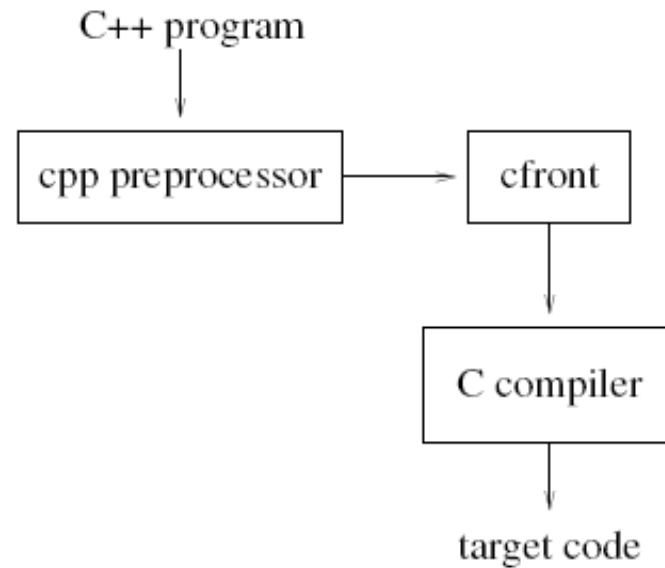 C++ program
cpp preprocessor
cfront
C compiler
target code